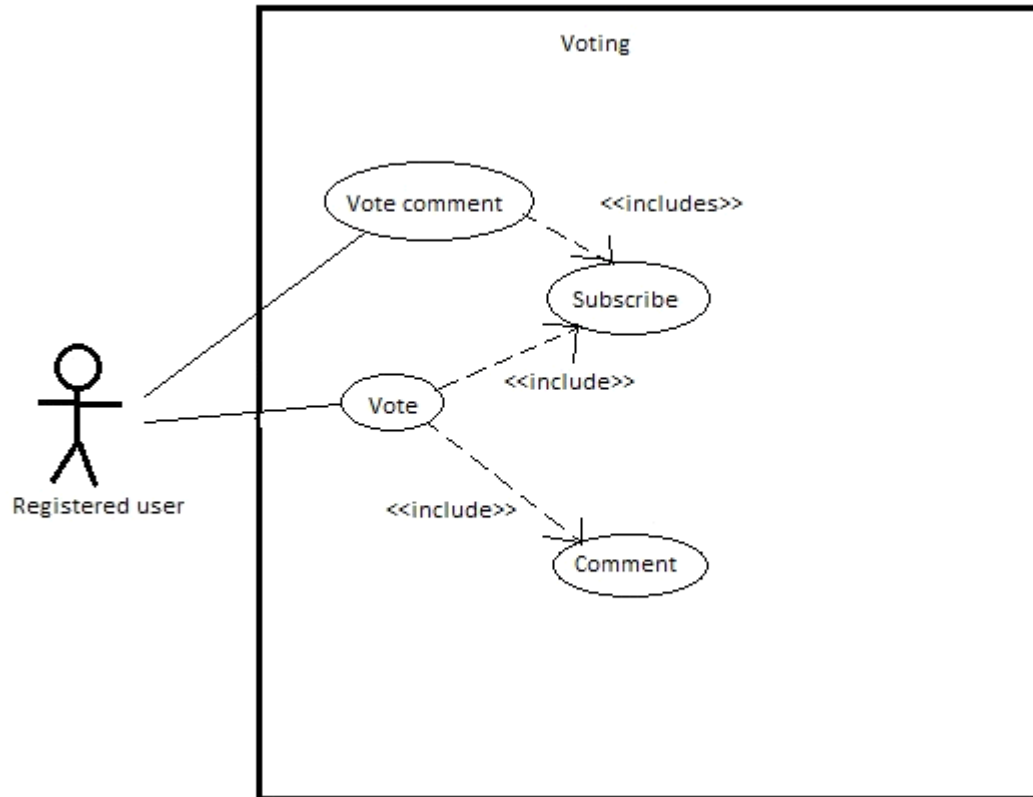 Voting
Vote comment
<<includes>>
Subscribe
<<include>>
Vote
Registered user
<<include>>
Comment